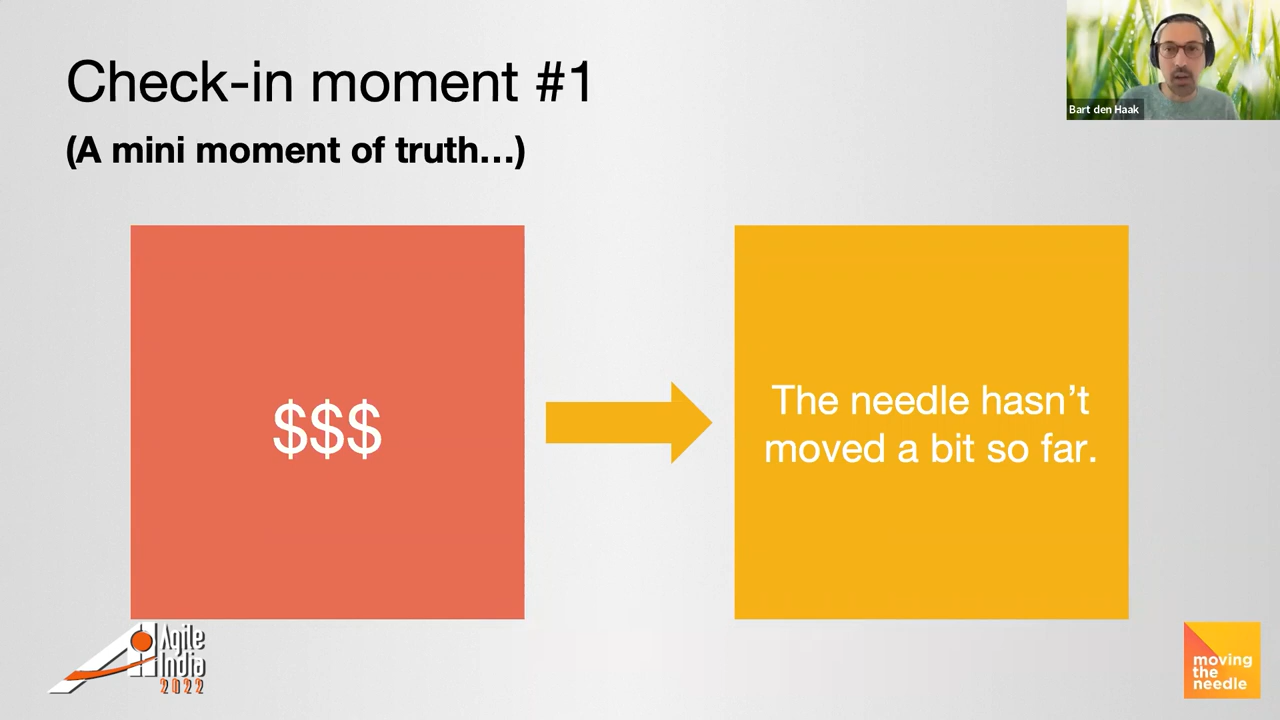 Check-in moment #1
(A mini moment of truth...)
Bart den Haak
$$$
The needle hasn’t
moved a bit so far.
Agile
India
2022
moving
the
needle